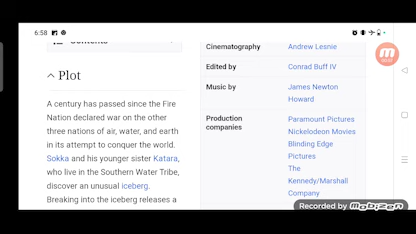 6:58
Contents
Plot
A century has passed since the Fire
Nation declared war on the other
three nations of air, water, and earth
in its attempt to conquer the world.
Sokka and his younger sister Katara,
who live in the Southern Water Tribe,
discover an unusual iceberg.
Breaking into the iceberg releases a
Cinematography Andrew Lesnie
Edited by Conrad Buff IV
Music by James Newton
Howard
Production Paramount Pictures
companies Nickelodeon Movies
Blinding Edge
Pictures
The
Kennedy/Marshall
Company
Recorded by Mobizen